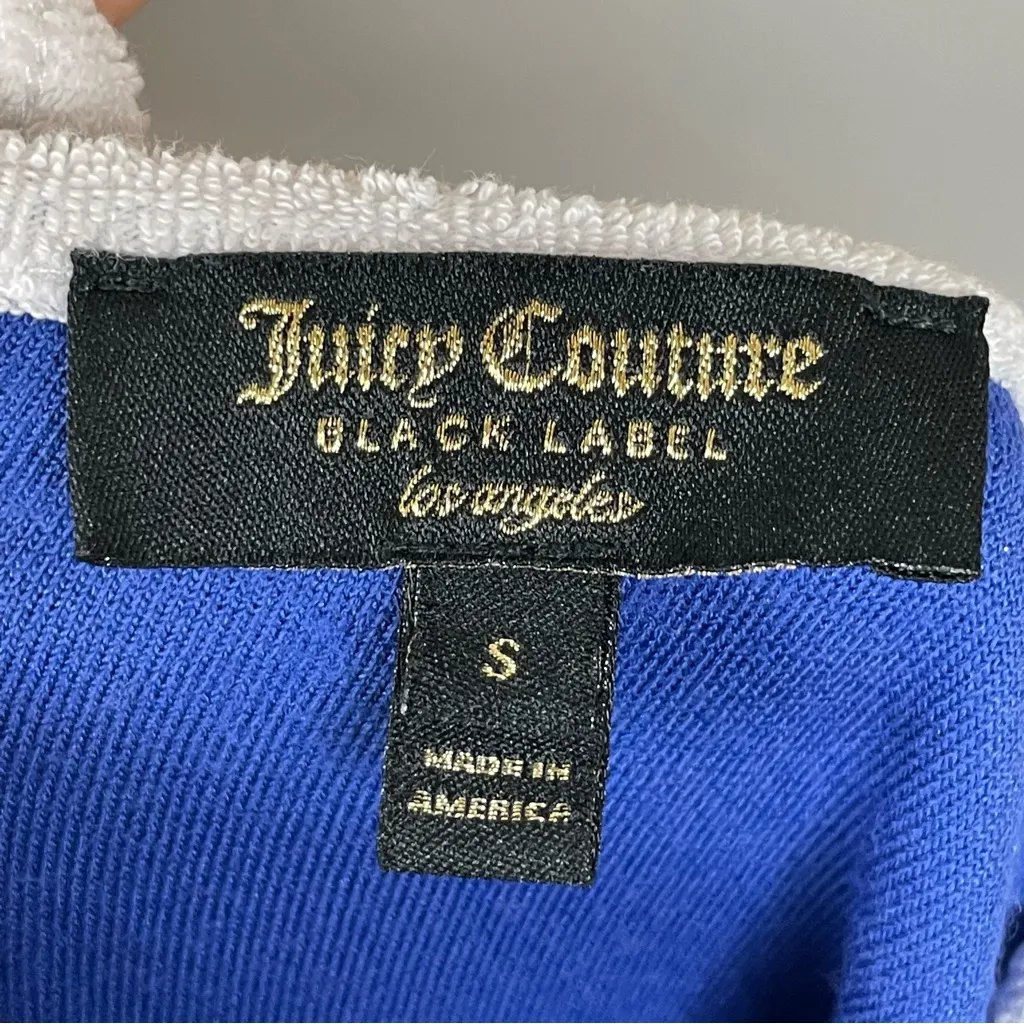 Juicy Couture
BLACK LABEL
los angeles
S
MADE IN
AMERICA